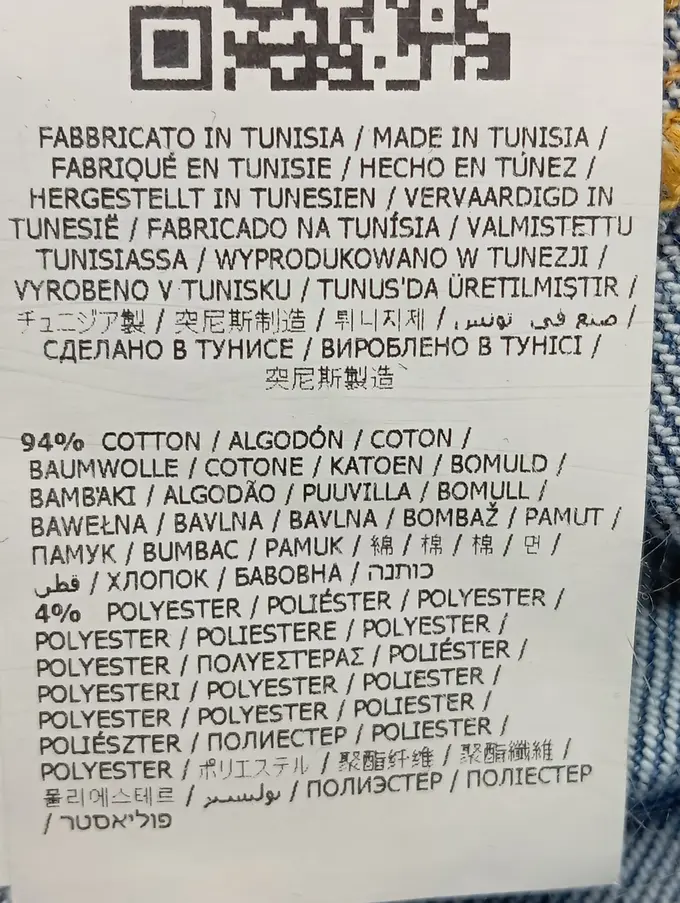 FABBRICATO IN TUNISIA / MADE IN TUNISIA /
FABRIQUÉ EN TUNISIE / HECHO EN TÚNEZ /
HERGESTELLT IN TUNESIEN / VERVAARDIGD IN
TUNESIË / FABRICADO NA TUNÍSIA / VALMISTETTU
TUNISIASSA / WYPRODUKOWANO W TUNEZJI /
VYROBENO V TUNISKU / TUNUS'DA ÜRETILMIŞTIR /
チュニジア製 / 突尼斯制造 / 튀니지제 / صنع في تونس /
СДЕЛАНО В ТУНИСЕ / ВИРОБЛЕНО В ТУНІСІ /
突尼斯製造
94% COTTON / ALGODÓN / COTON /
BAUMWOLLE / COTONE / KATOEN / BOMULD /
BAMBAKI / ALGODÃO / PUUVILLA / BOMULL /
BAWEŁNA / BAVLNA / BAVLNA / BOMBAŽ / PAMUT /
ПАМУК / BUMBAC / PAMUK / 綿 / 棉 / 棉 / 면 /
قطن / ХЛОПОК / БАВОВНА / כותנה
4% POLYESTER / POLIÉSTER / POLYESTER /
POLYESTER / POLIESTERE / POLYESTER /
POLYESTER / ΠΟΛΥΕΣΤΕΡΑΣ / POLIÉSTER /
POLYESTERI / POLYESTER / POLIESTER /
POLYESTER / POLYESTER / POLIESTER /
POLIÉSZTER / ПОЛИЕСТЕР / POLIESTER /
POLYESTER / ポリエステル / 聚酯纤维 / 聚酯纖維 /
폴리에스테르 / بوليستر / ПОЛИЭСТЕР / ПОЛІЕСТЕР
/ פוליאסטר